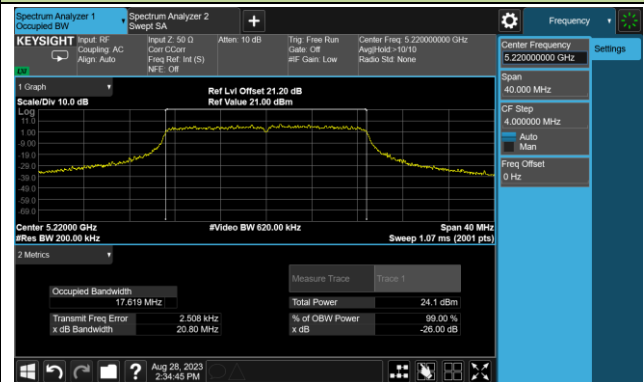 Spectrum Analyzer 1
Occupied BW
Spectrum Analyzer 2
Swept SA
+
Frequency
KEYSIGHT
Input: RF
Coupling: AC
Align: Auto
Input Z: 50 Ω
Corr CCorr
Freq Ref: Int (S)
NFE: Off
Atten: 10 dB
Trig: Free Run
Gate: Off
#IF Gain: Low
Center Freq: 5.220000000 GHz
Avg|Hold:>10/10
Radio Std: None
Center Frequency
5.220000000 GHz
Settings
Span
40.000 MHz
CF Step
4.000000 MHz
Auto
Man
Freq Offset
0 Hz
1 Graph
Scale/Div 10.0 dB
Ref Lvl Offset 21.20 dB
Ref Value 21.00 dBm
Log
11.0
1.00
-9.00
-19.0
-29.0
-39.0
-49.0
-59.0
-69.0
Center 5.22000 GHz
#Res BW 200.00 kHz
#Video BW 620.00 kHz
Span 40 MHz
Sweep 1.07 ms (2001 pts)
2 Metrics
Measure Trace
Trace 1
Occupied Bandwidth
17.619 MHz
Total Power
24.1 dBm
Transmit Freq Error
2.508 kHz
% of OBW Power
99.00 %
x dB Bandwidth
20.80 MHz
x dB
-26.00 dB
?
Aug 28, 2023
2:34:45 PM